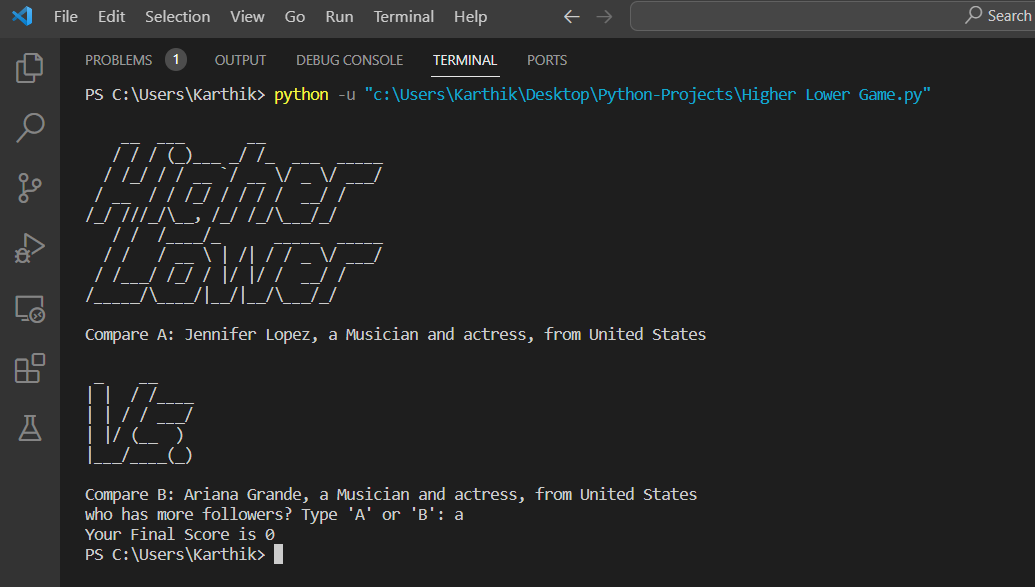 File Edit Selection View Go Run Terminal Help Search
PROBLEMS 1 OUTPUT DEBUG CONSOLE TERMINAL PORTS
PS C:\Users\Karthik> python -u "c:\Users\Karthik\Desktop\Python-Projects\Higher Lower Game.py"
Higher
Lower
Compare A: Jennifer Lopez, a Musician and actress, from United States
Vs.
Compare B: Ariana Grande, a Musician and actress, from United States
who has more followers? Type 'A' or 'B': a
Your Final Score is 0
PS C:\Users\Karthik>